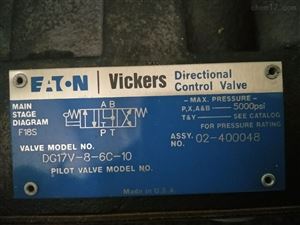 EATON Vickers Directional Control Valve
MAIN STAGE DIAGRAM
F18S
A B
P T
- MAX. PRESSURE -
P,X,A&B - 5000psi
T&Y - SEE CATALOG
FOR PRESSURE RATING
ASSY. NO. 02-400048
VALVE MODEL NO.
DG17V-8-6C-10
PILOT VALVE MODEL NO.
Made in U.S.A.